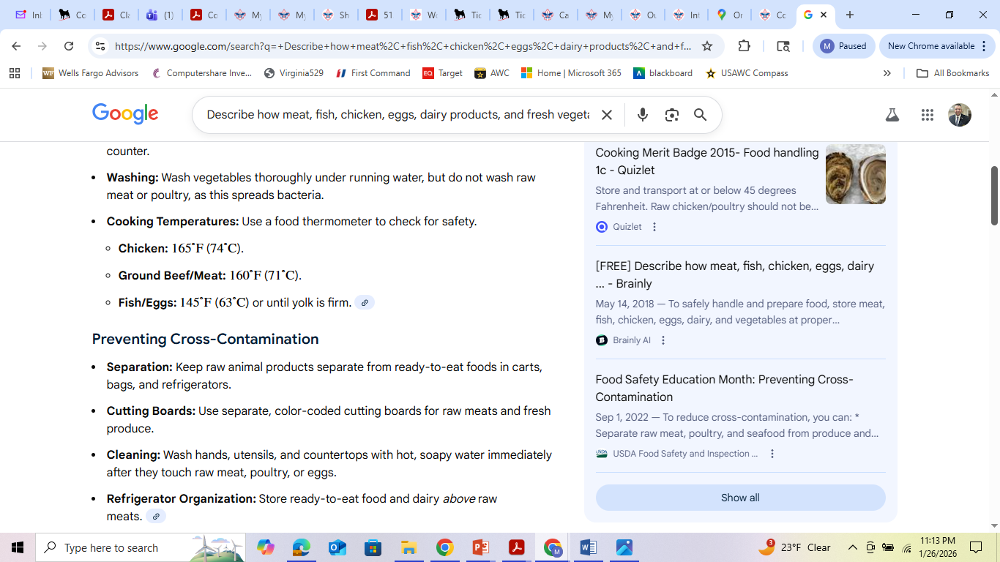 Inl
Co
Cla
(1)
Co
My
My
Sh
51
Wo
Tic
Tic
Ca
My
Ou
Int
Or
Cc
https://www.google.com/search?q=+Describe+how+meat%2C+fish%2C+chicken%2C+eggs%2C+dairy+products%2C+and+f...
M Paused
New Chrome available
Wells Fargo Advisors
Computershare Inve...
Virginia529
First Command
EQ Target
AWC
Home | Microsoft 365
blackboard
USAWC Compass
All Bookmarks
Google
Describe how meat, fish, chicken, eggs, dairy products, and fresh vegeta
counter.
• Washing: Wash vegetables thoroughly under running water, but do not wash raw
meat or poultry, as this spreads bacteria.
• Cooking Temperatures: Use a food thermometer to check for safety.
Chicken: 165°F (74°C).
Ground Beef/Meat: 160°F (71°C).
Fish/Eggs: 145°F (63°C) or until yolk is firm.
Preventing Cross-Contamination
• Separation: Keep raw animal products separate from ready-to-eat foods in carts,
bags, and refrigerators.
• Cutting Boards: Use separate, color-coded cutting boards for raw meats and fresh
produce.
• Cleaning: Wash hands, utensils, and countertops with hot, soapy water immediately
after they touch raw meat, poultry, or eggs.
• Refrigerator Organization: Store ready-to-eat food and dairy above raw
meats.
Cooking Merit Badge 2015- Food handling
1c - Quizlet
Store and transport at or below 45 degrees
Fahrenheit. Raw chicken/poultry should not be...
Quizlet
[FREE] Describe how meat, fish, chicken, eggs, dairy
... - Brainly
May 14, 2018 — To safely handle and prepare food, store meat,
fish, chicken, eggs, dairy, and vegetables at proper...
Brainly AI
Food Safety Education Month: Preventing Cross-
Contamination
Sep 1, 2022 — To reduce cross-contamination, you can: *
Separate raw meat, poultry, and seafood from produce and...
USDA Food Safety and Inspection ...
Show all
Type here to search
3
23°F Clear
11:13 PM
1/26/2026